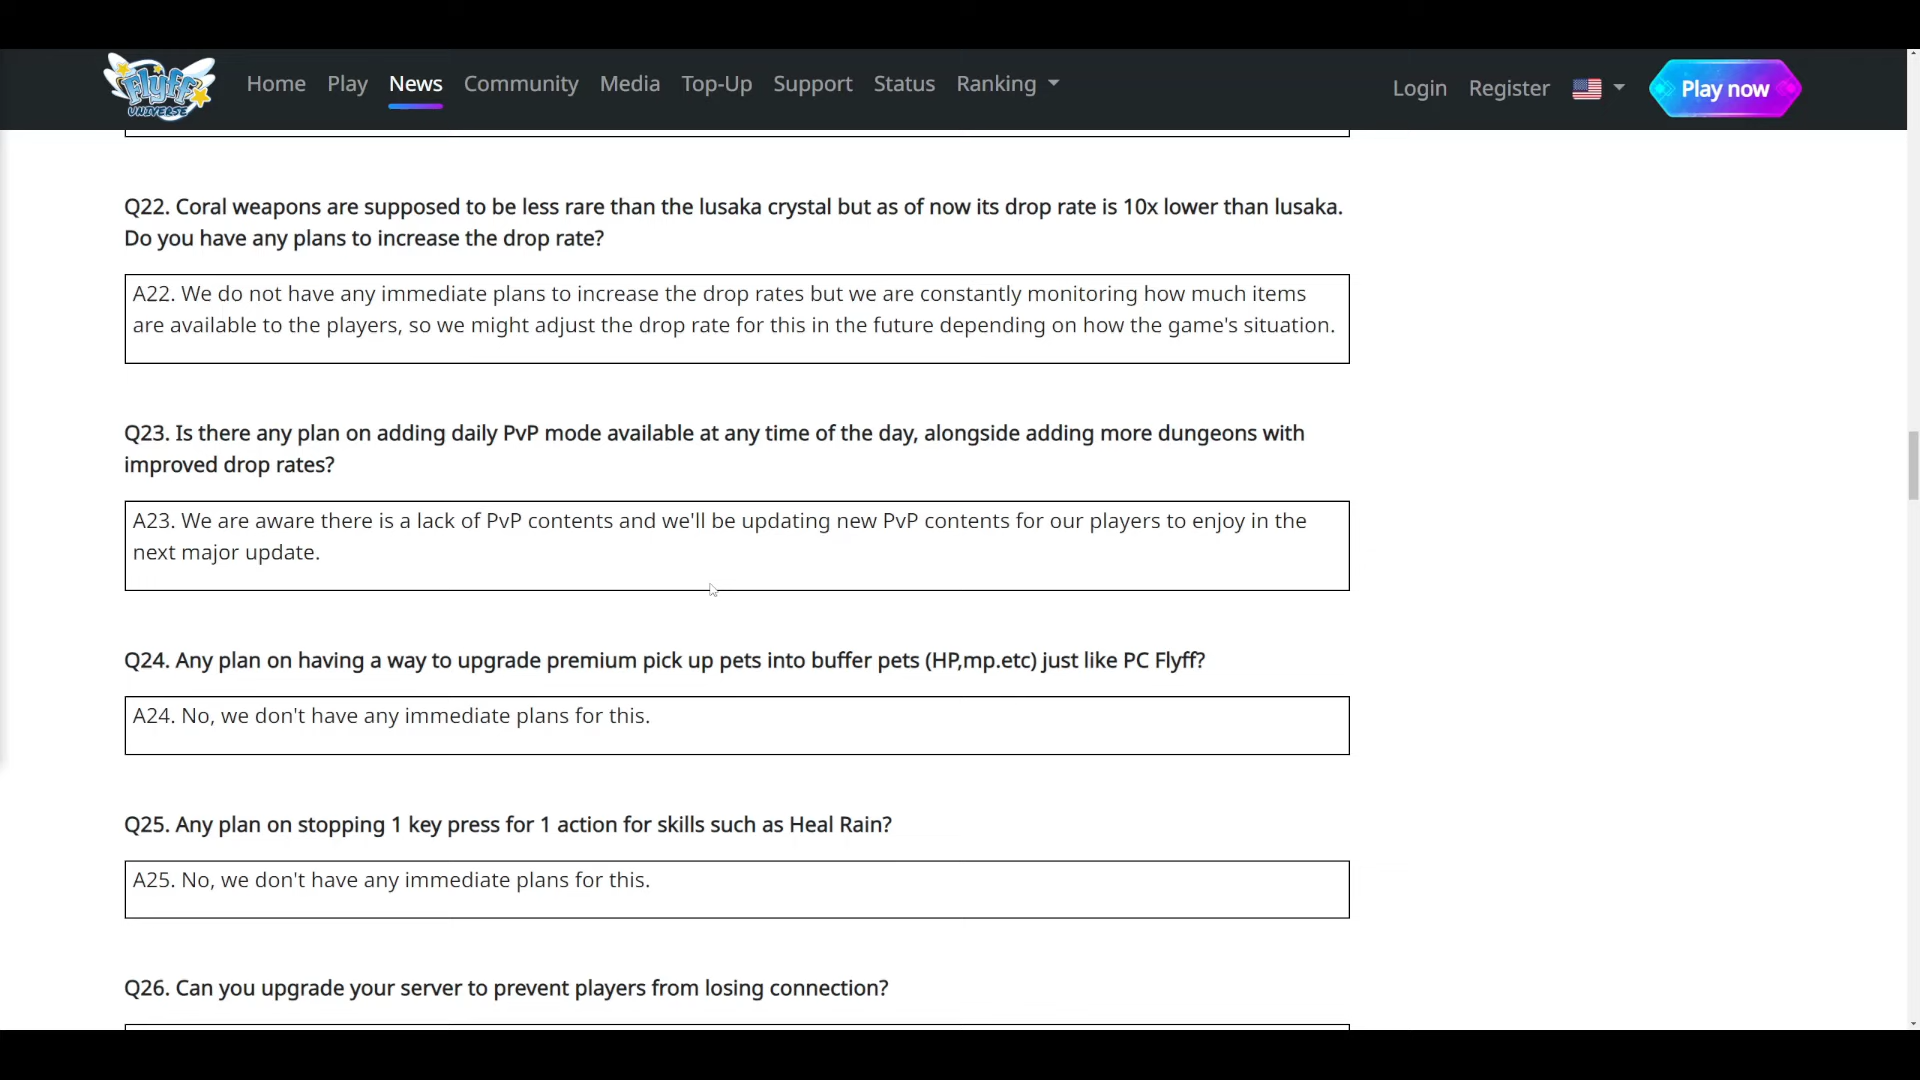 Flyff
UNIVERSE
Home Play News Community Media Top-Up Support Status Ranking Login Register Play now
Q22. Coral weapons are supposed to be less rare than the lusaka crystal but as of now its drop rate is 10x lower than lusaka.
Do you have any plans to increase the drop rate?
A22. We do not have any immediate plans to increase the drop rates but we are constantly monitoring how much items
are available to the players, so we might adjust the drop rate for this in the future depending on how the game's situation.
Q23. Is there any plan on adding daily PvP mode available at any time of the day, alongside adding more dungeons with
improved drop rates?
A23. We are aware there is a lack of PvP contents and we'll be updating new PvP contents for our players to enjoy in the
next major update.
Q24. Any plan on having a way to upgrade premium pick up pets into buffer pets (HP,mp.etc) just like PC Flyff?
A24. No, we don't have any immediate plans for this.
Q25. Any plan on stopping 1 key press for 1 action for skills such as Heal Rain?
A25. No, we don't have any immediate plans for this.
Q26. Can you upgrade your server to prevent players from losing connection?